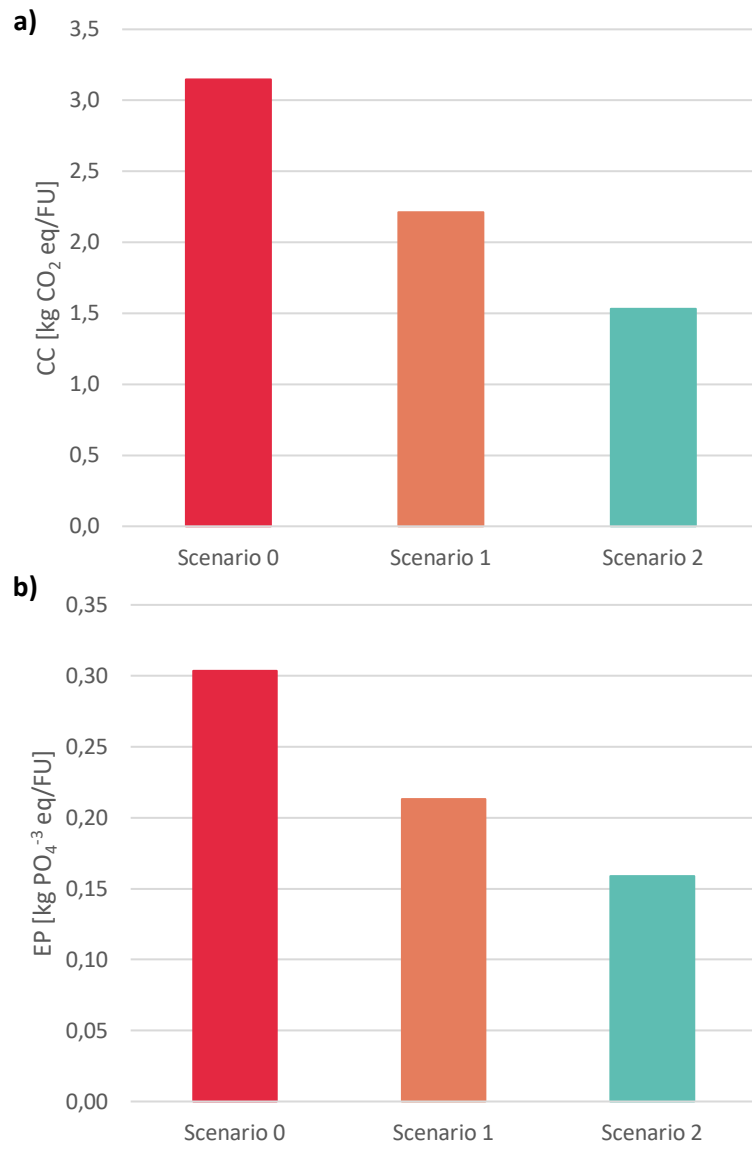 a)
3,5
3,0
2,5
2,0
1,5
1,0
0,5
0,0
CC [kg CO₂ eq/FU]
Scenario 0 Scenario 1 Scenario 2
b)
0,35
0,30
0,25
0,20
0,15
0,10
0,05
0,00
EP [kg PO₄⁻³ eq/FU]
Scenario 0 Scenario 1 Scenario 2